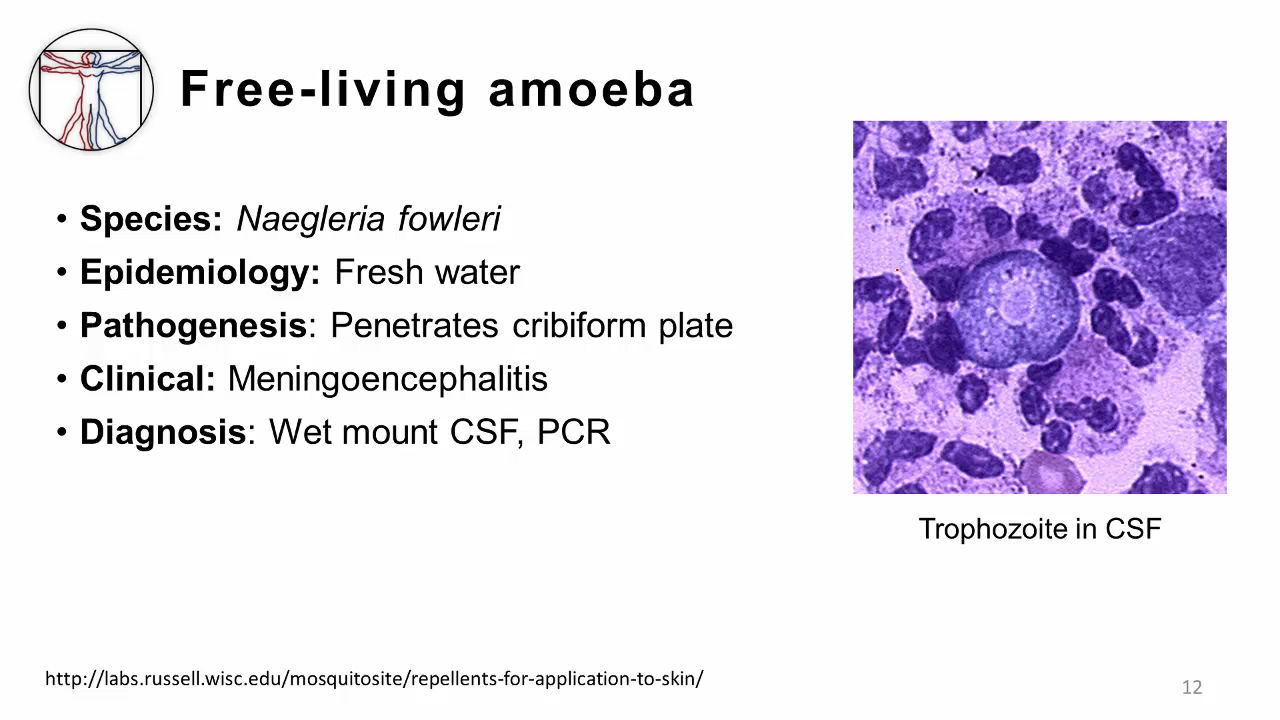 Free-living amoeba
• Species: Naegleria fowleri
• Epidemiology: Fresh water
• Pathogenesis: Penetrates cribiform plate
• Clinical: Meningoencephalitis
• Diagnosis: Wet mount CSF, PCR
Trophozoite in CSF
http://labs.russell.wisc.edu/mosquitosite/repellents-for-application-to-skin/
12